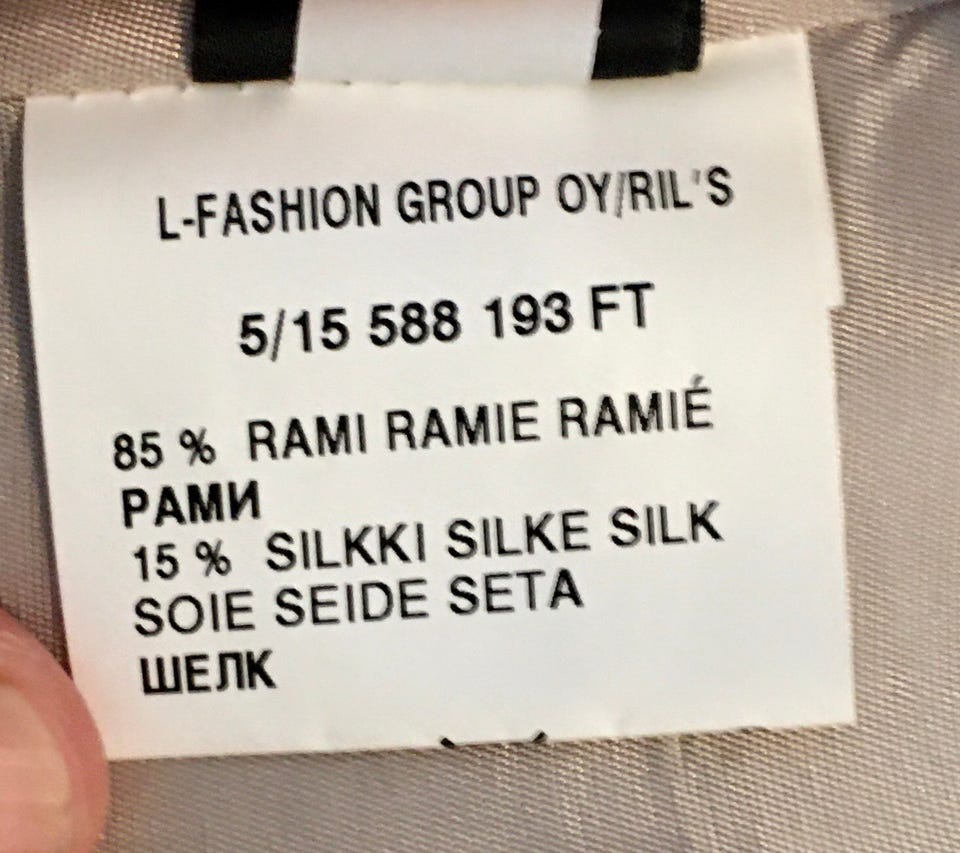 L-FASHION GROUP OY/RIL'S
5/15 588 193 FT
85 % RAMI RAMIE RAMIÉ
РАМИ
15 % SILKKI SILKE SILK
SOIE SEIDE SETA
ШЕЛК